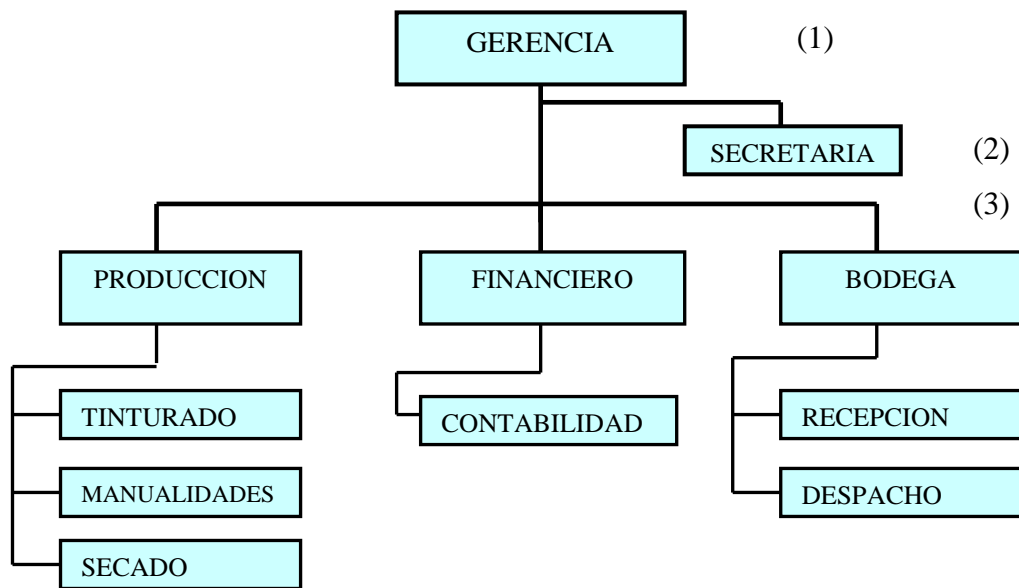 GERENCIA (1)
SECRETARIA (2)
(3)
PRODUCCION FINANCIERO BODEGA
TINTURADO CONTABILIDAD RECEPCION
MANUALIDADES DESPACHO
SECADO